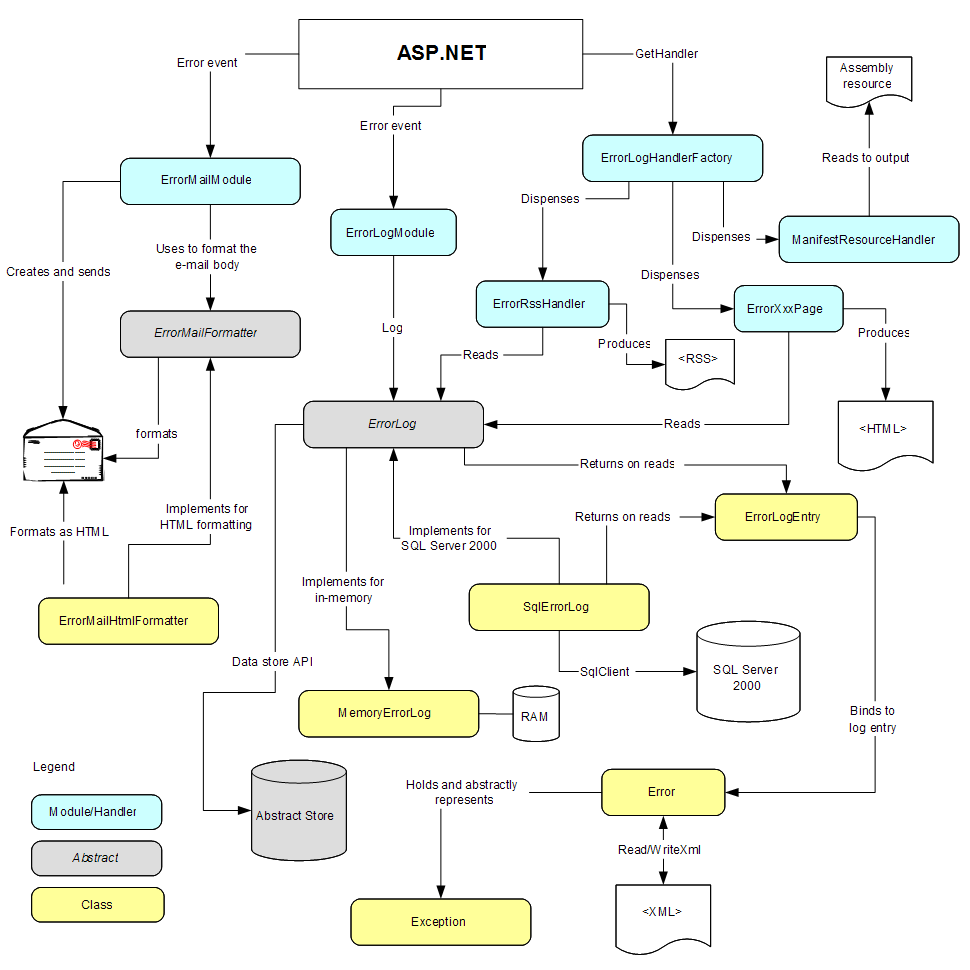 ASP.NET
Error event
GetHandler
Assembly
resource
Error event
ErrorLogHandlerFactory
Reads to output
ErrorMailModule
Dispenses
ErrorLogModule
Dispenses
ManifestResourceHandler
Uses to format the
e-mail body
Creates and sends
Dispenses
ErrorRssHandler
ErrorXxxPage
ErrorMailFormatter
Log
Produces
Produces
Reads
<RSS>
ErrorLog
Reads
<HTML>
formats
Returns on reads
Implements for
HTML formatting
Formats as HTML
Implements for
SQL Server 2000
Returns on reads
ErrorLogEntry
Implements for
in-memory
SqlErrorLog
ErrorMailHtmlFormatter
Data store API
SqlClient
SQL Server
2000
MemoryErrorLog
RAM
Binds to
log entry
Legend
Holds and abstractly
represents
Error
Module/Handler
Abstract Store
Read/WriteXml
Abstract
Class
Exception
<XML>